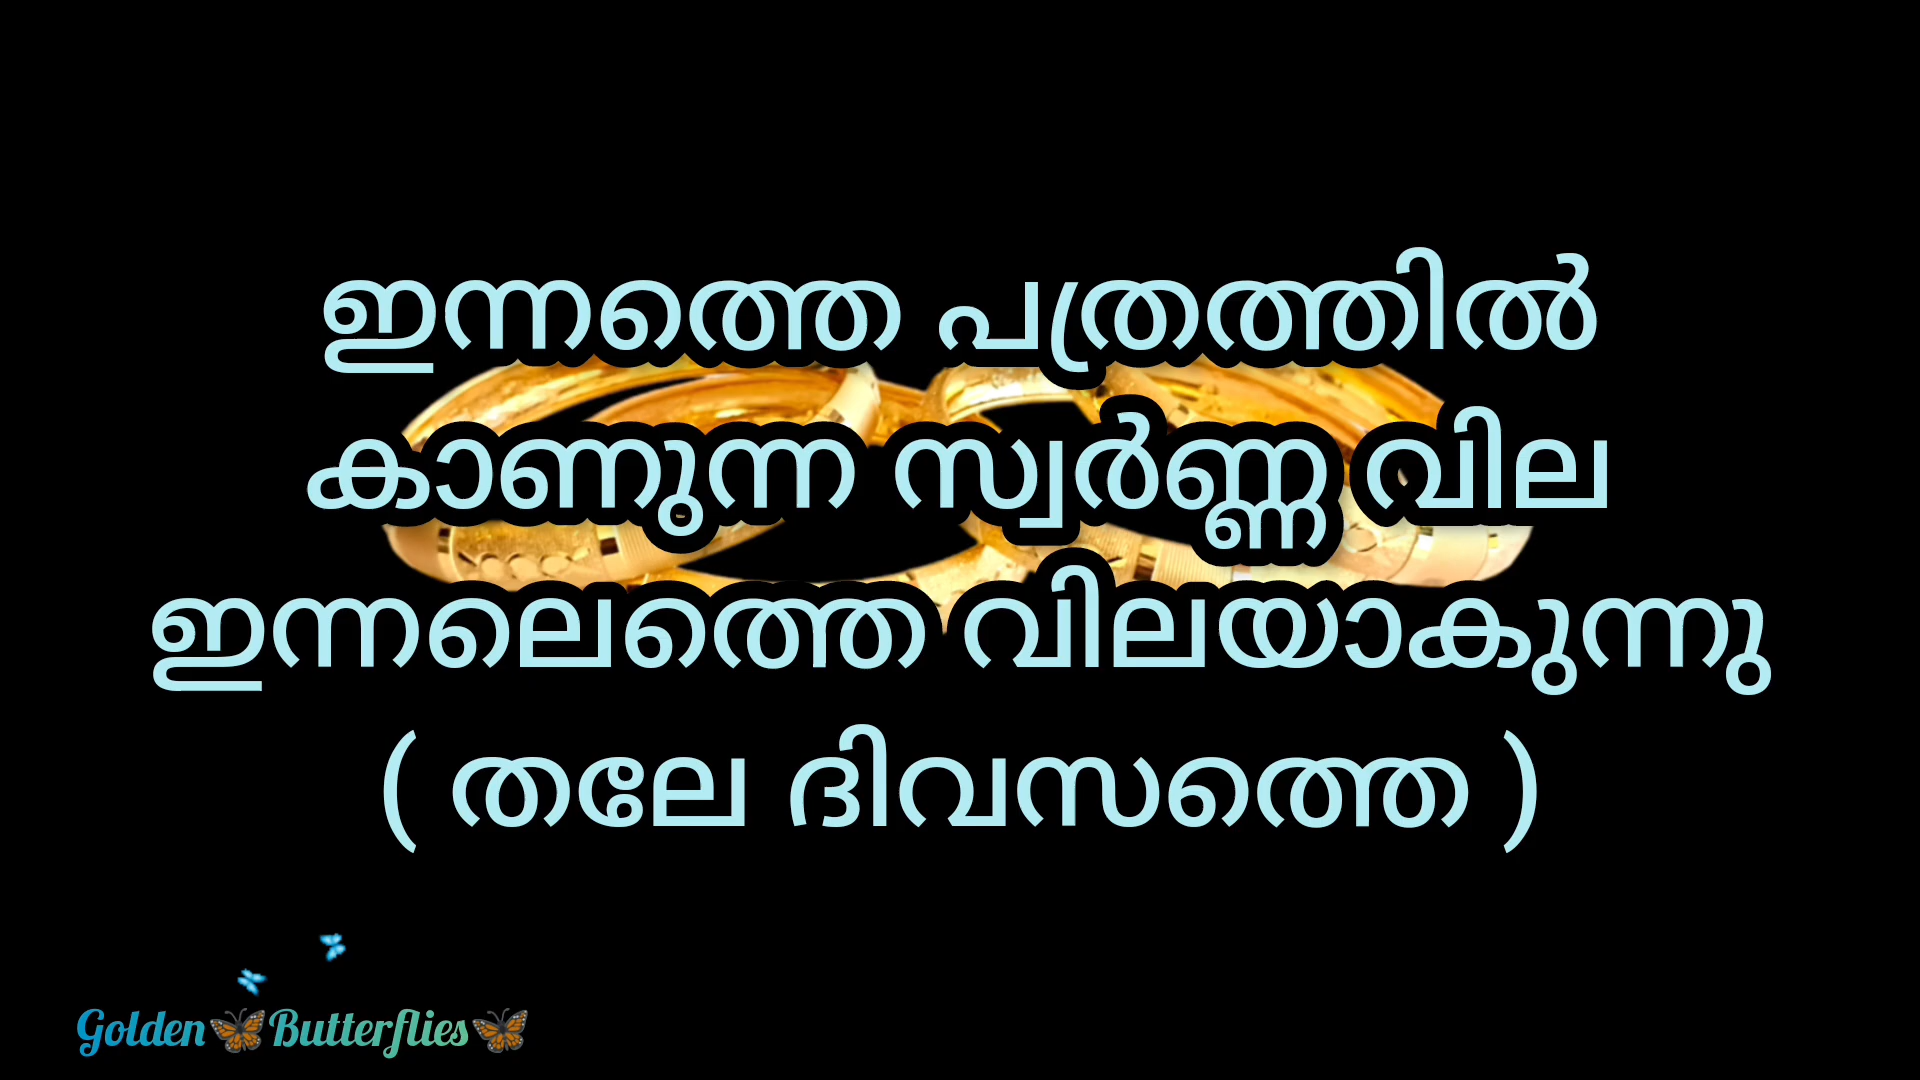 ഇന്നത്തെ പത്രത്തിൽ
കാണുന്ന സ്വർണ്ണ വില
ഇന്നലെത്തെ വിലയാകുന്നു
( തലേ ദിവസത്തെ )
Golden🦋Butterflies🦋